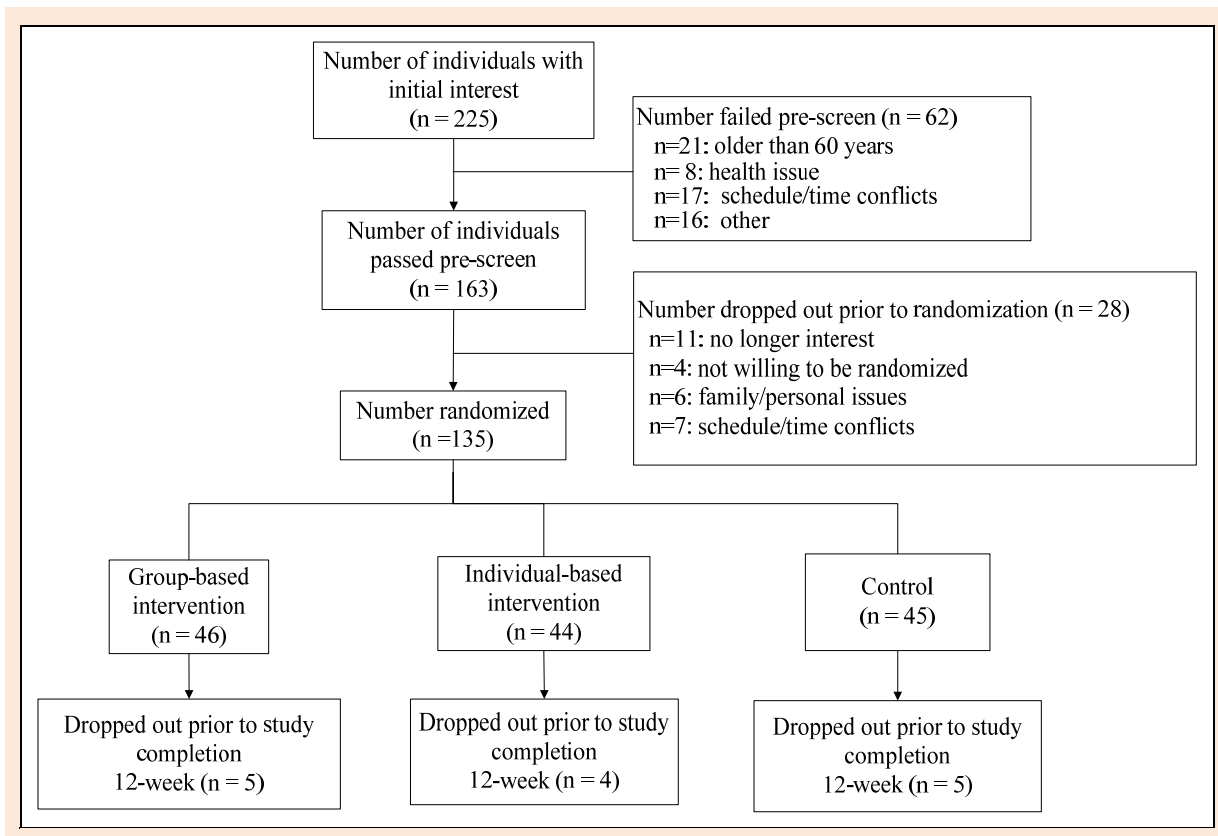 Number of individuals with
initial interest
(n = 225)
Number failed pre-screen (n = 62)
n=21: older than 60 years
n= 8: health issue
n=17: schedule/time conflicts
n=16: other
Number of individuals
passed pre-screen
(n = 163)
Number dropped out prior to randomization (n = 28)
n=11: no longer interest
n=4: not willing to be randomized
n=6: family/personal issues
n=7: schedule/time conflicts
Number randomized
(n =135)
Group-based
intervention
(n = 46)
Individual-based
intervention
(n = 44)
Control
(n = 45)
Dropped out prior to study
completion
12-week (n = 5)
Dropped out prior to study
completion
12-week (n = 4)
Dropped out prior to study
completion
12-week (n = 5)